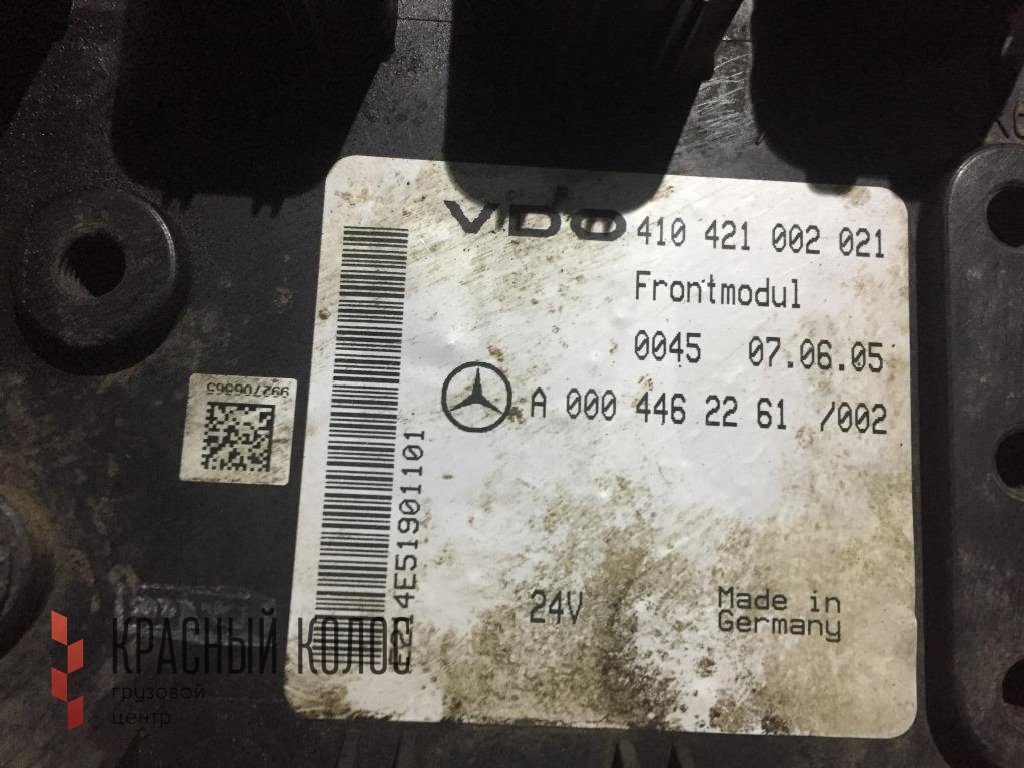 VDO 410 421 002 021
Frontmodul
0045 07.06.05
A 000 446 22 61 /002
24V
Made in
Germany
4E51901101
992706363
КРАСНЫЙ КОЛОС
грузовой
центр